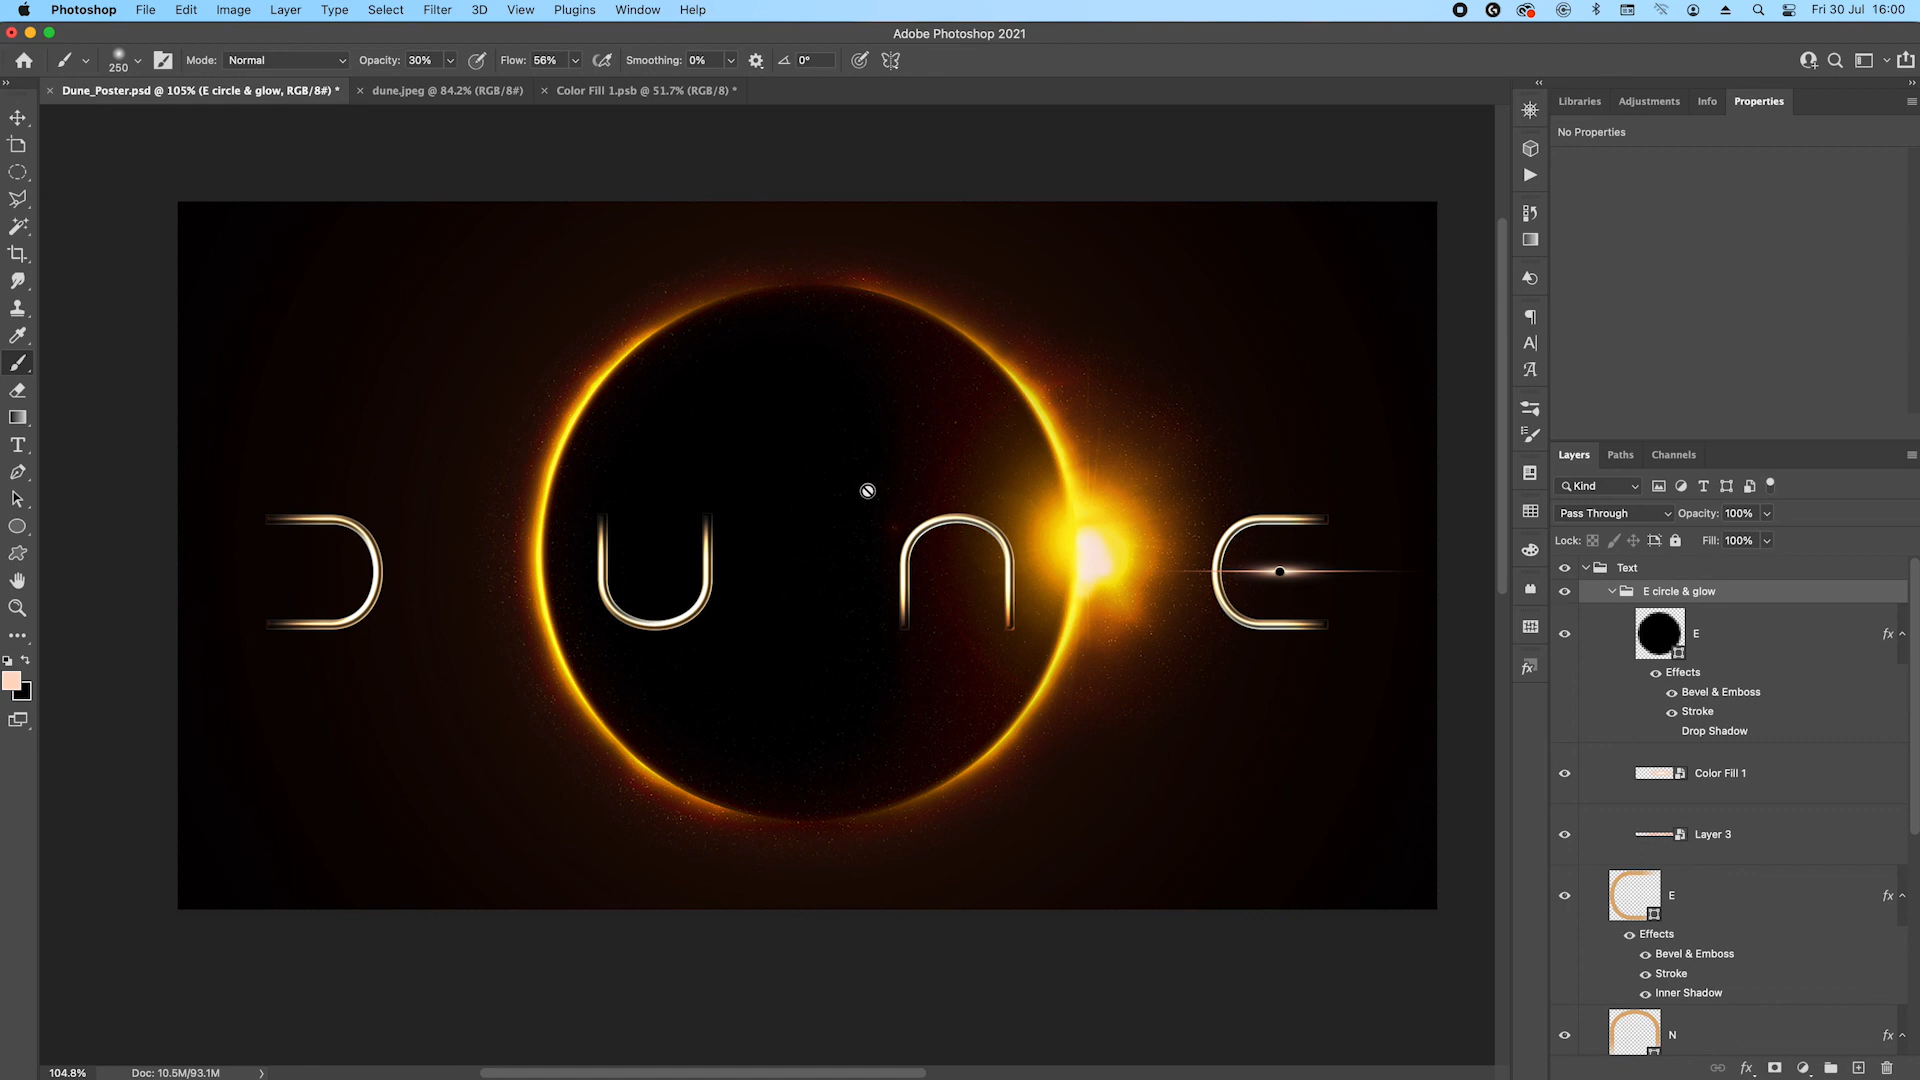 Photoshop File Edit Image Layer Type Select Filter 3D View Plugins Window Help Fri 30 Jul 16:00
Adobe Photoshop 2021
250 Mode: Normal Opacity: 30% Flow: 56% Smoothing: 0% 0°
Dune_Poster.psd @ 105% (E circle & glow, RGB/8#) * dune.jpeg @ 84.2% (RGB/8#) Color Fill 1.psb @ 51.7% (RGB/8) *
Libraries Adjustments Info Properties
No Properties
DUNE
Layers Paths Channels
Kind
Pass Through Opacity: 100%
Lock: Fill: 100%
Text
E circle & glow
E fx
Effects
Bevel & Emboss
Stroke
Drop Shadow
Color Fill 1
Layer 3
E fx
Effects
Bevel & Emboss
Stroke
Inner Shadow
N fx
104.8% Doc: 10.5M/93.1M